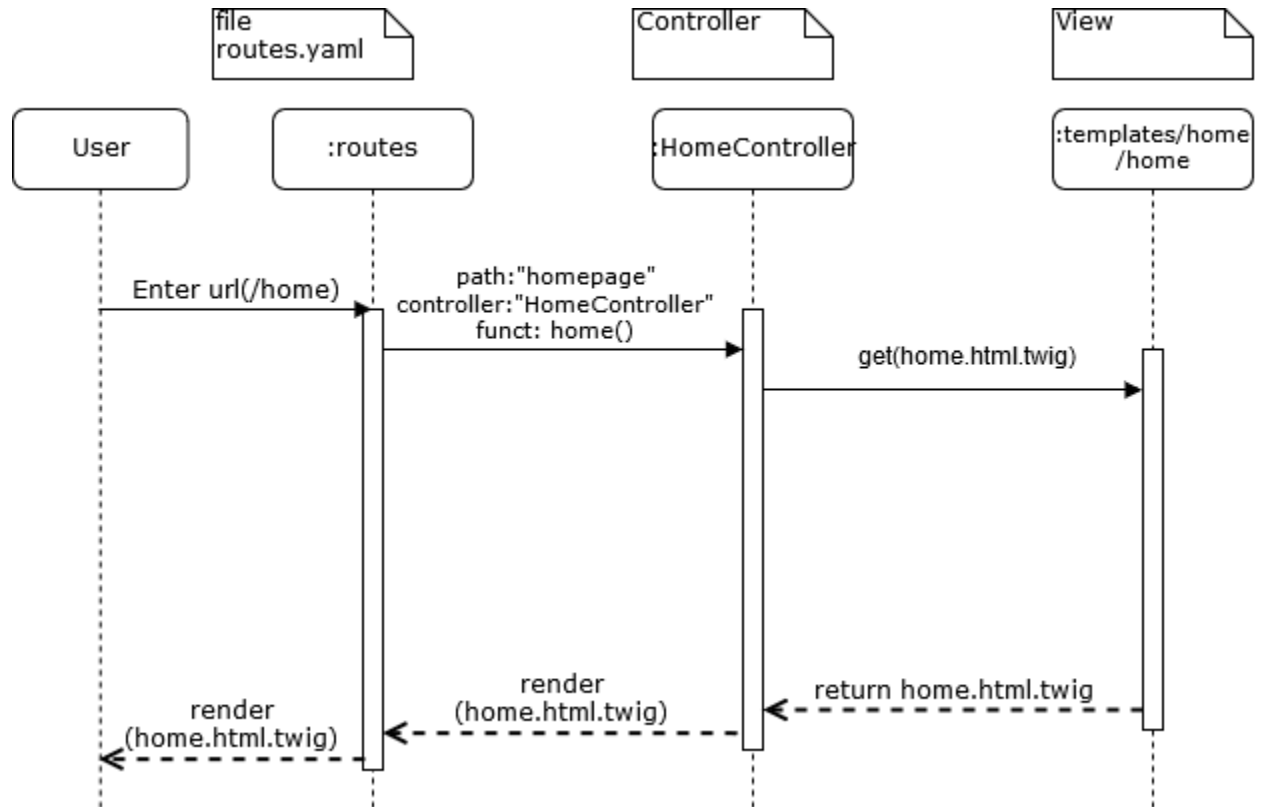 file
routes.yaml
Controller
View
User
:routes
:HomeController
:templates/home
/home
Enter url(/home)
path:"homepage"
controller:"HomeController"
funct: home()
get(home.html.twig)
return home.html.twig
render
(home.html.twig)
render
(home.html.twig)